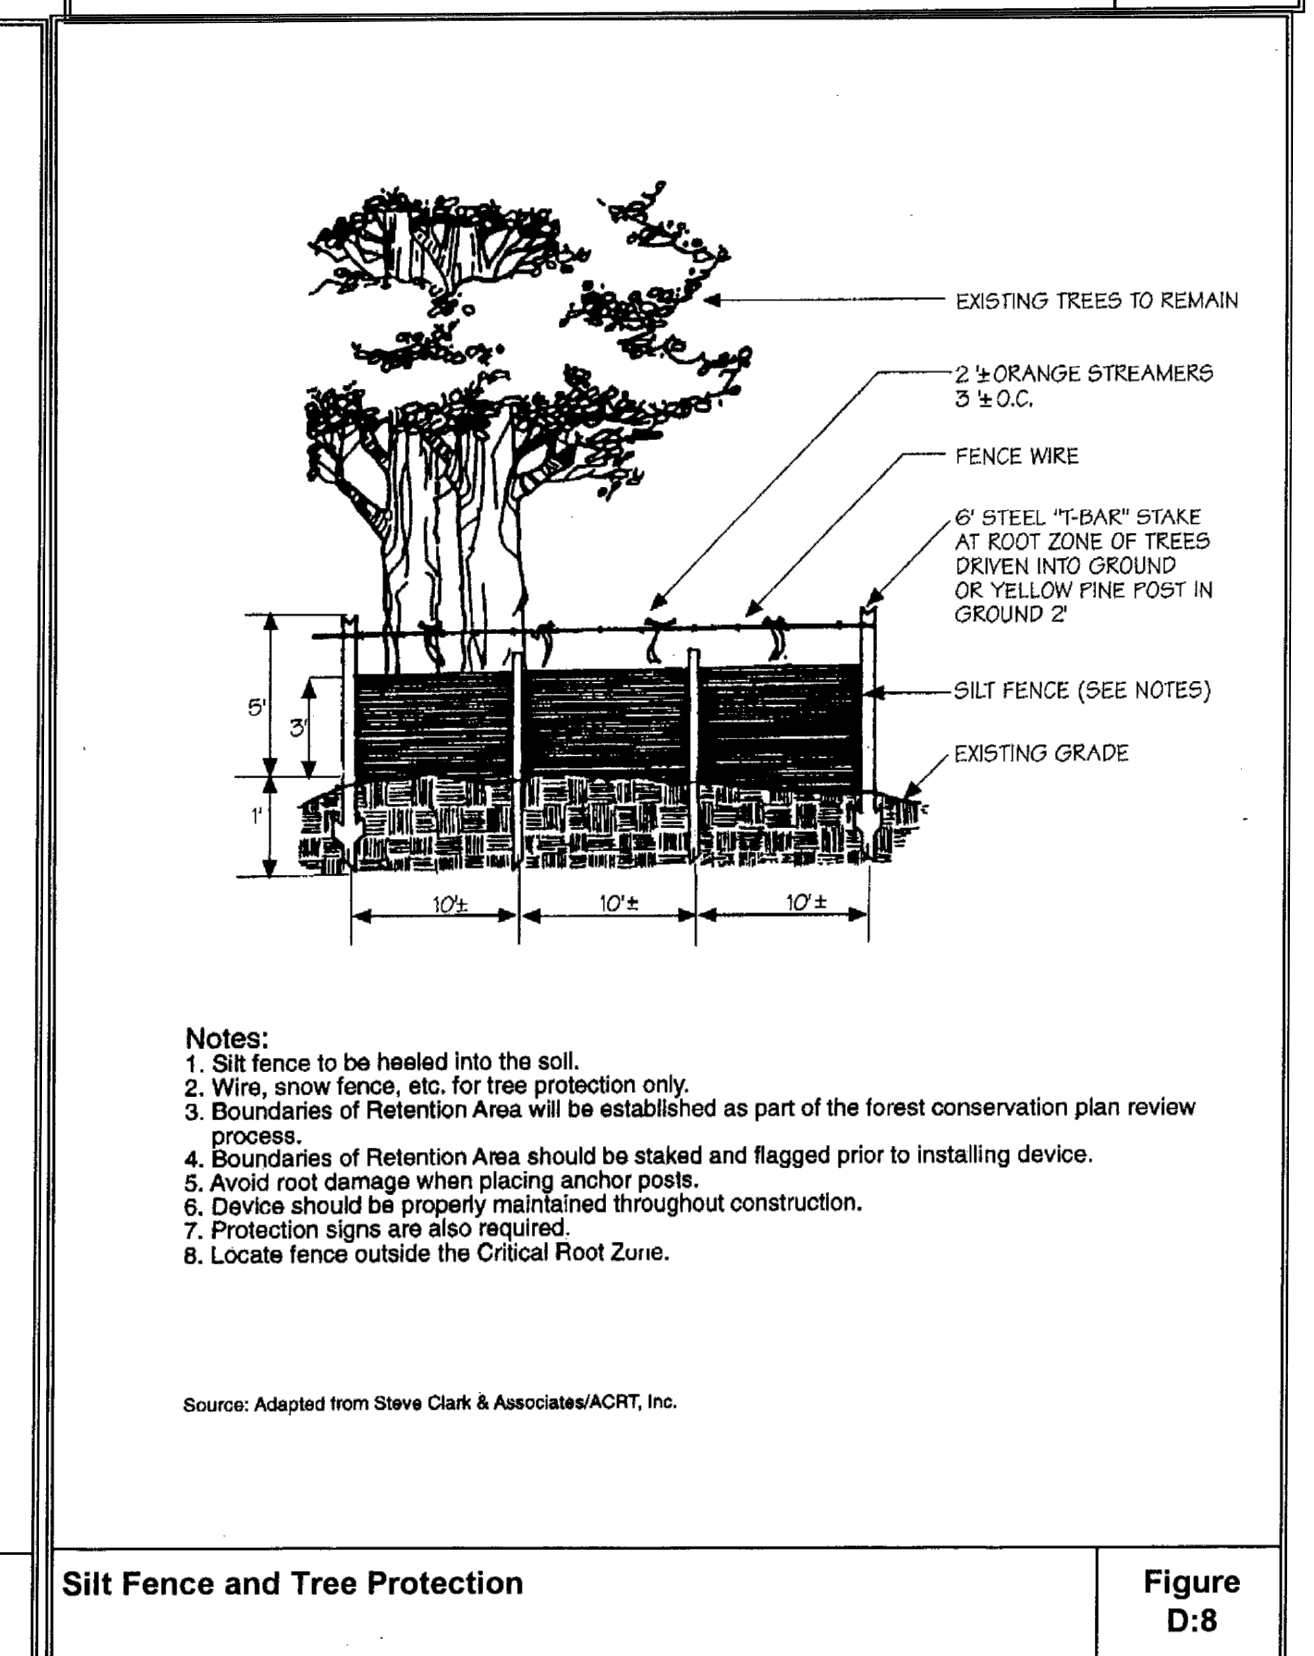 EXISTING TREES TO REMAIN
2 '± ORANGE STREAMERS
3 '± O.C.
FENCE WIRE
6' STEEL "T-BAR" STAKE
AT ROOT ZONE OF TREES
DRIVEN INTO GROUND
OR YELLOW PINE POST IN
GROUND 2'
SILT FENCE (SEE NOTES)
EXISTING GRADE
5'
3'
1'
10'±
10'±
10'±
Notes:
1. Silt fence to be heeled into the soil.
2. Wire, snow fence, etc. for tree protection only.
3. Boundaries of Retention Area will be established as part of the forest conservation plan review
process.
4. Boundaries of Retention Area should be staked and flagged prior to installing device.
5. Avoid root damage when placing anchor posts.
6. Device should be properly maintained throughout construction.
7. Protection signs are also required.
8. Locate fence outside the Critical Root Zone.
Source: Adapted from Steve Clark & Associates/ACRT, Inc.
Silt Fence and Tree Protection
Figure
D:8